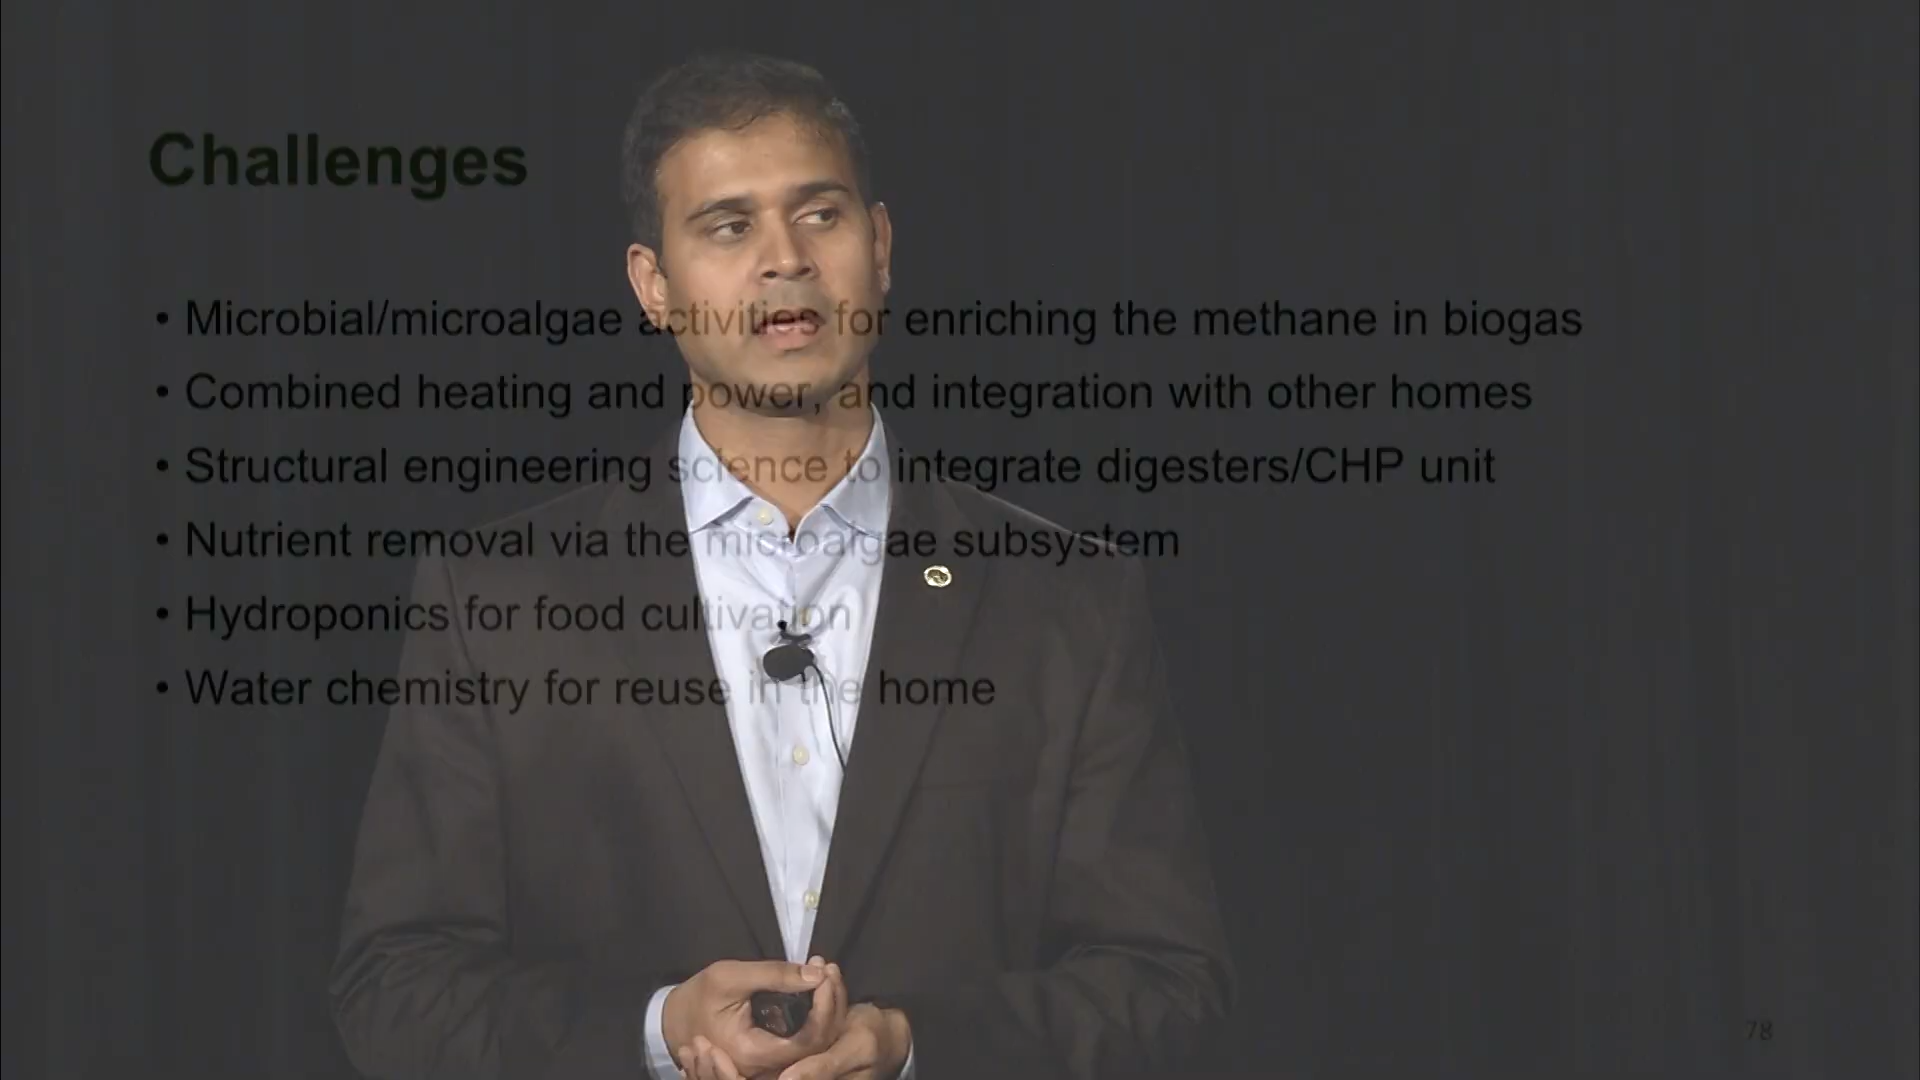 Challenges
• Microbial/microalgae activities for enriching the methane in biogas
• Combined heating and power, and integration with other homes
• Structural engineering science to integrate digesters/CHP unit
• Nutrient removal via the microalgae subsystem
• Hydroponics for food cultivation
• Water chemistry for reuse in the home
78